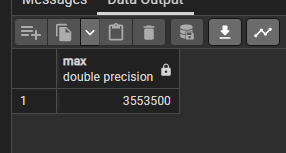 Messages Data Output
max
double precision
1 3553500